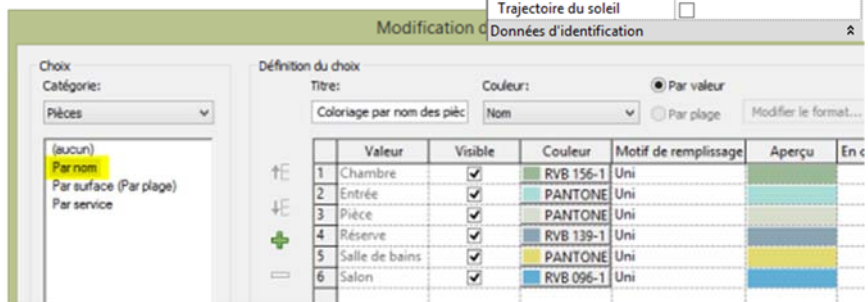 Trajectoire du soleil
Modification d
Données d'identification
Choix
Catégorie:
Pièces
(aucun)
Par nom
Par surface (Par plage)
Par service
Définition du choix
Titre: Couleur: Par valeur
Coloriage par nom des pièc Nom Par plage Modifier le format...
Valeur Visible Couleur Motif de remplissage Aperçu En c
1 Chambre RVB 156-1 Uni
2 Entrée PANTONE Uni
3 Pièce PANTONE Uni
4 Réserve RVB 139-1 Uni
5 Salle de bains PANTONE Uni
6 Salon RVB 096-1 Uni